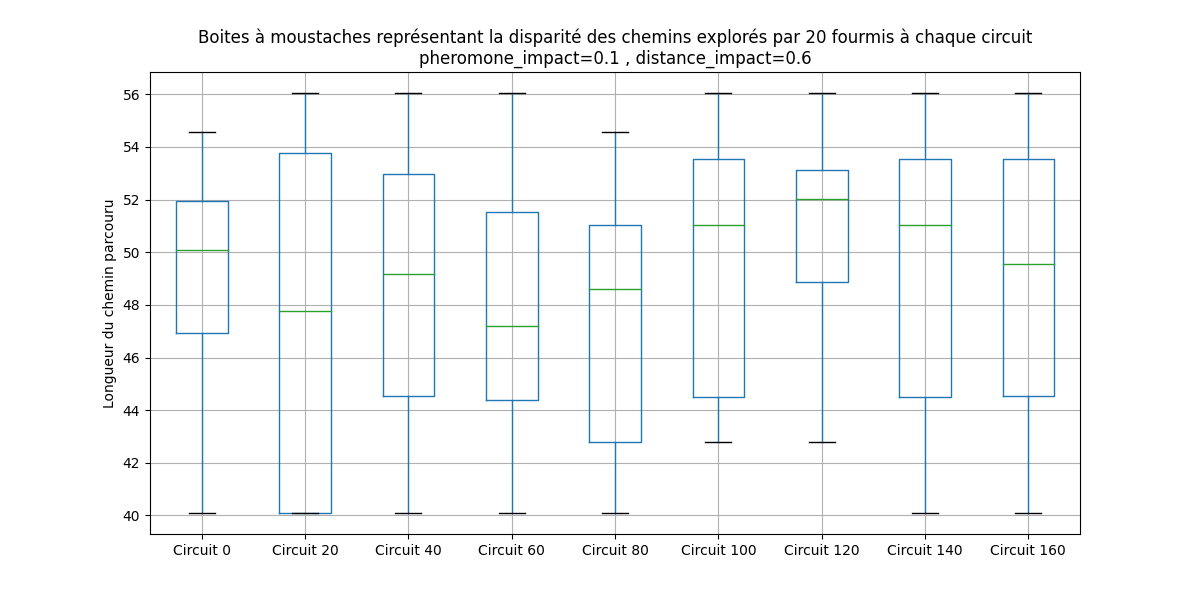 Boites à moustaches représentant la disparité des chemins explorés par 20 fourmis à chaque circuit
pheromone_impact=0.1 , distance_impact=0.6
Longueur du chemin parcouru
56
54
52
50
48
46
44
42
40
Circuit 0
Circuit 20
Circuit 40
Circuit 60
Circuit 80
Circuit 100
Circuit 120
Circuit 140
Circuit 160